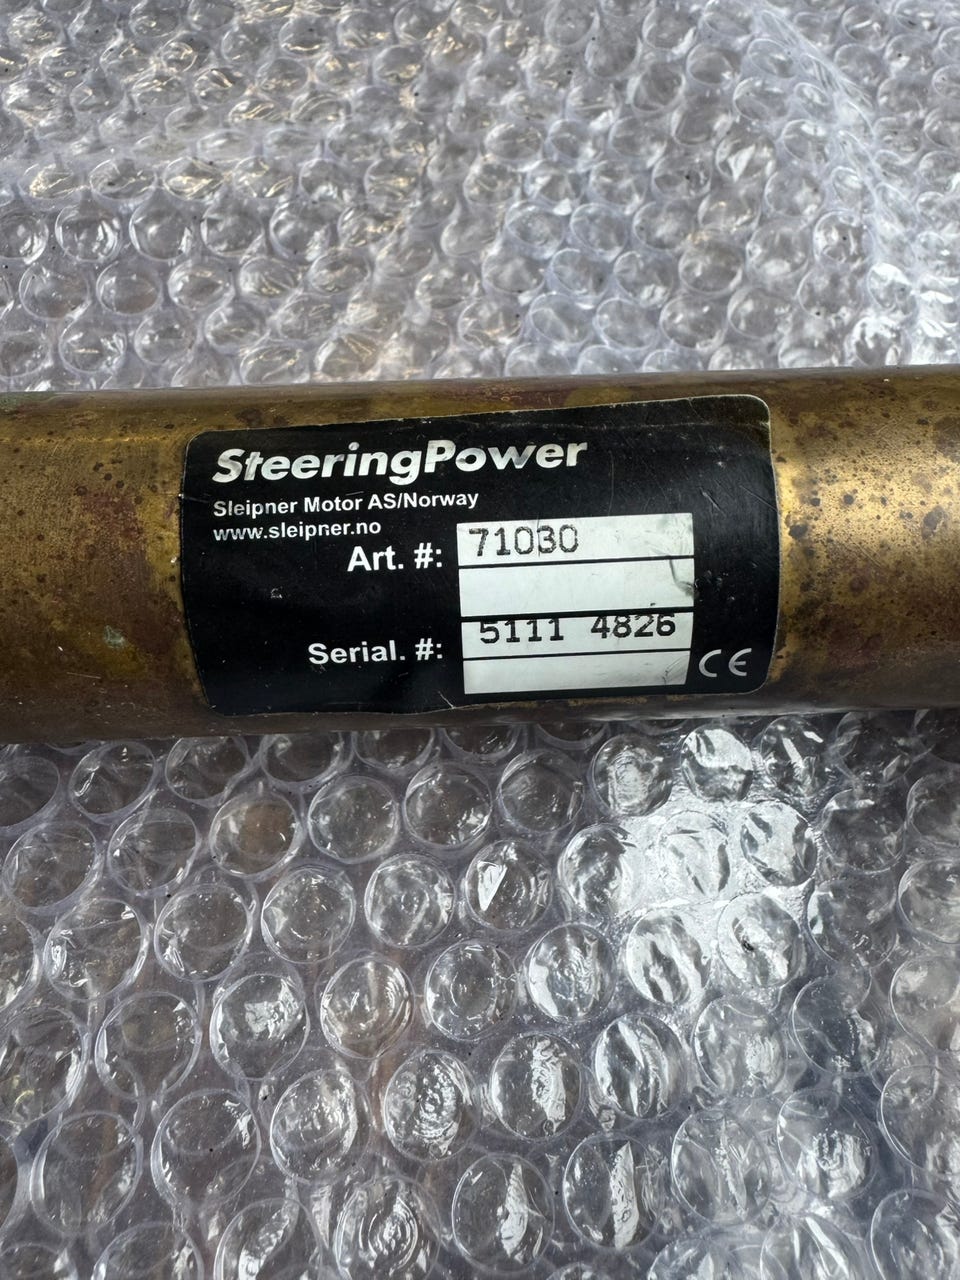 SteeringPower
Sleipner Motor AS/Norway
www.sleipner.no
Art. #: 71030
Serial. #: 5111 4826
CE